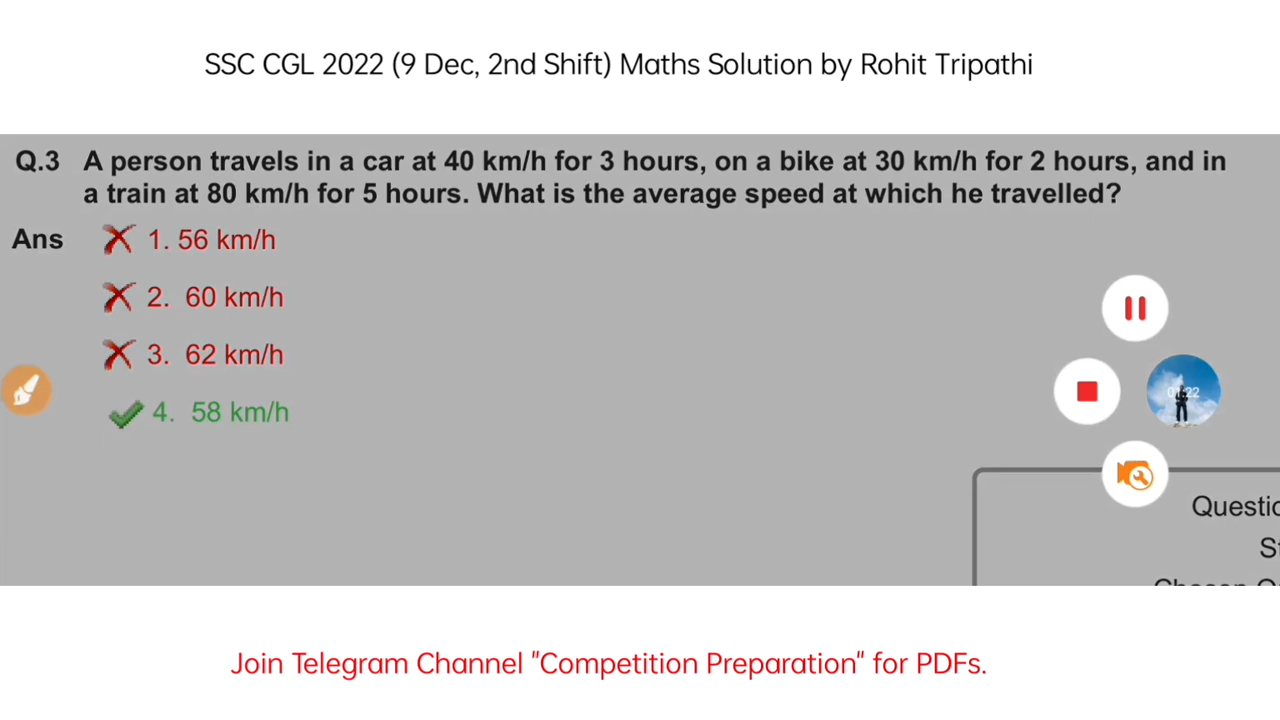 SSC CGL 2022 (9 Dec, 2nd Shift) Maths Solution by Rohit Tripathi
Q.3 A person travels in a car at 40 km/h for 3 hours, on a bike at 30 km/h for 2 hours, and in
a train at 80 km/h for 5 hours. What is the average speed at which he travelled?
Ans 1. 56 km/h
2. 60 km/h
3. 62 km/h
4. 58 km/h
01:22
Join Telegram Channel "Competition Preparation" for PDFs.